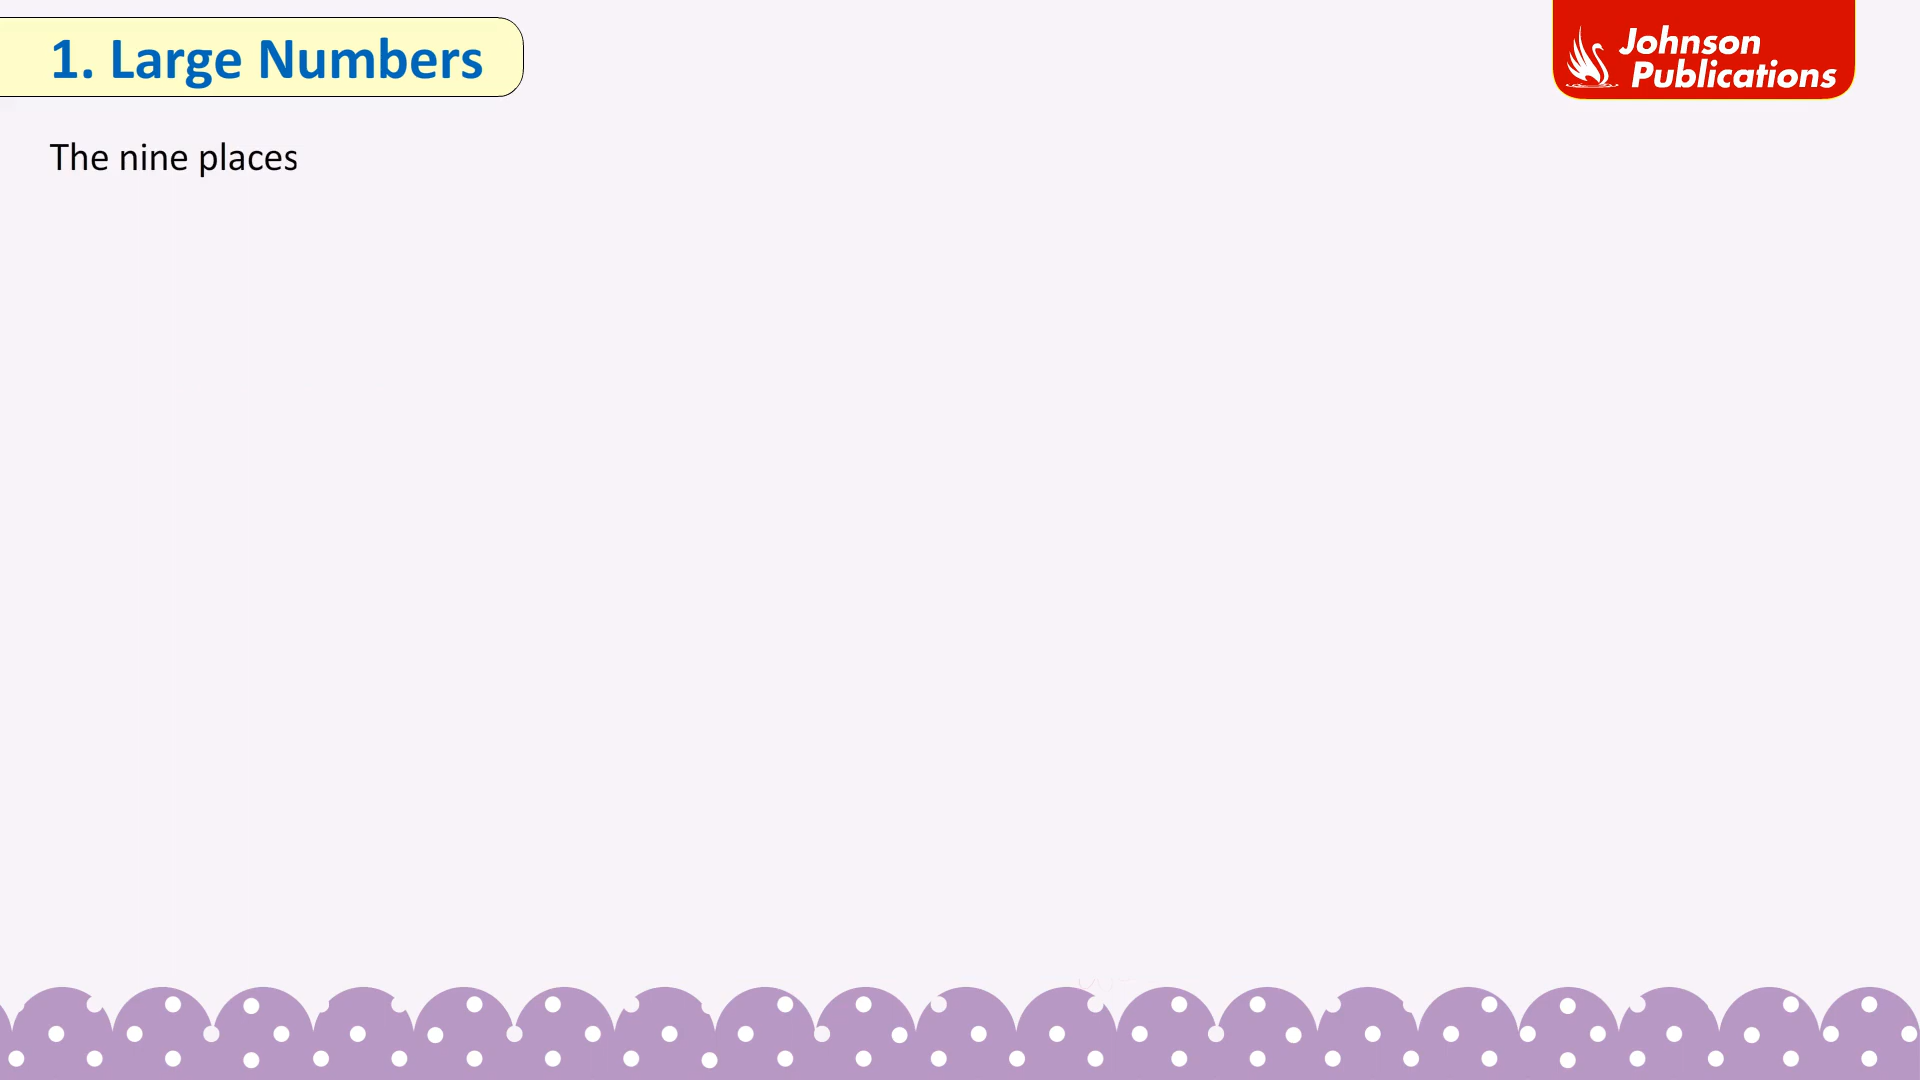 1. Large Numbers
Johnson
Publications
The nine places